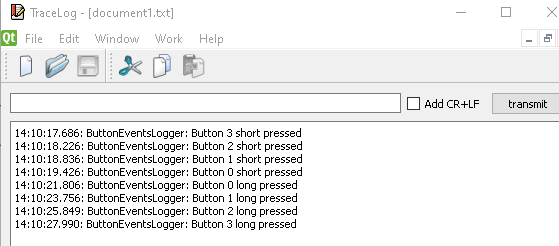 TraceLog - [document1.txt]
Qt File Edit Window Work Help
Add CR+LF transmit
14:10:17.686: ButtonEventsLogger: Button 3 short pressed
14:10:18.226: ButtonEventsLogger: Button 2 short pressed
14:10:18.836: ButtonEventsLogger: Button 1 short pressed
14:10:19.426: ButtonEventsLogger: Button 0 short pressed
14:10:21.806: ButtonEventsLogger: Button 0 long pressed
14:10:23.756: ButtonEventsLogger: Button 1 long pressed
14:10:25.849: ButtonEventsLogger: Button 2 long pressed
14:10:27.990: ButtonEventsLogger: Button 3 long pressed